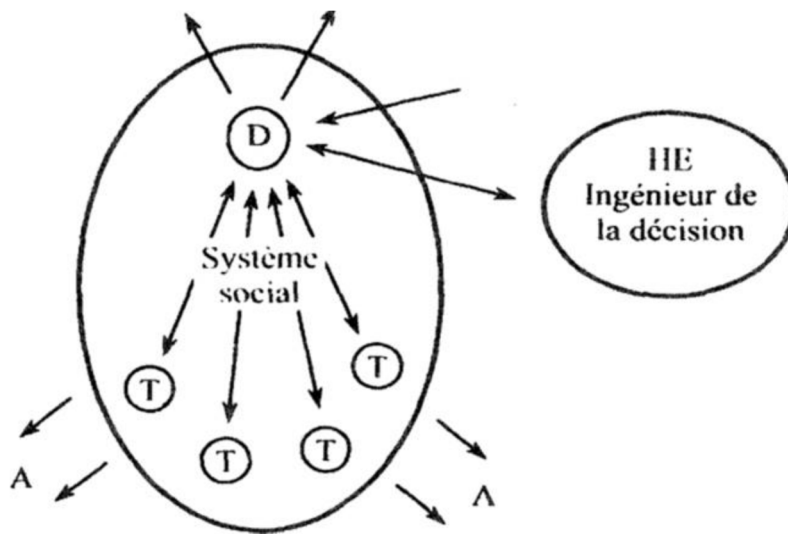 D
HE
Ingénieur de
la décision
Système
social
T
T
T
T
A
A